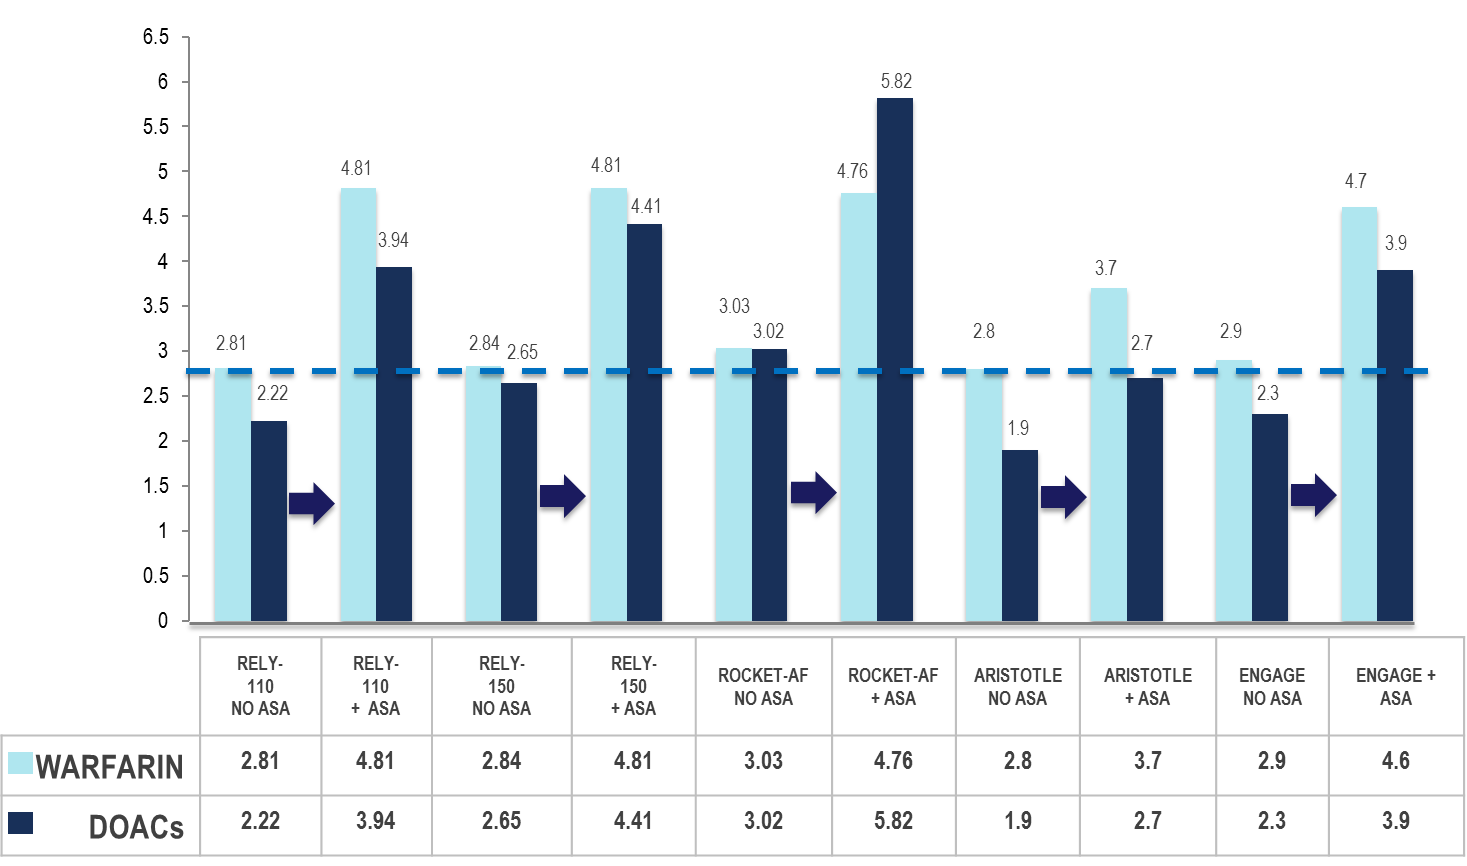 6.5
6
5.5
5
4.5
4
3.5
3
2.5
2
1.5
1
0.5
0
2.81
2.22
4.81
3.94
2.84
2.65
4.81
4.41
3.03
3.02
4.76
5.82
2.8
1.9
3.7
2.7
2.9
2.3
4.7
3.9
RELY-
110
NO ASA
RELY-
110
+ ASA
RELY-
150
NO ASA
RELY-
150
+ ASA
ROCKET-AF
NO ASA
ROCKET-AF
+ ASA
ARISTOTLE
NO ASA
ARISTOTLE
+ ASA
ENGAGE
NO ASA
ENGAGE +
ASA
WARFARIN 2.81 4.81 2.84 4.81 3.03 4.76 2.8 3.7 2.9 4.6
DOACs 2.22 3.94 2.65 4.41 3.02 5.82 1.9 2.7 2.3 3.9